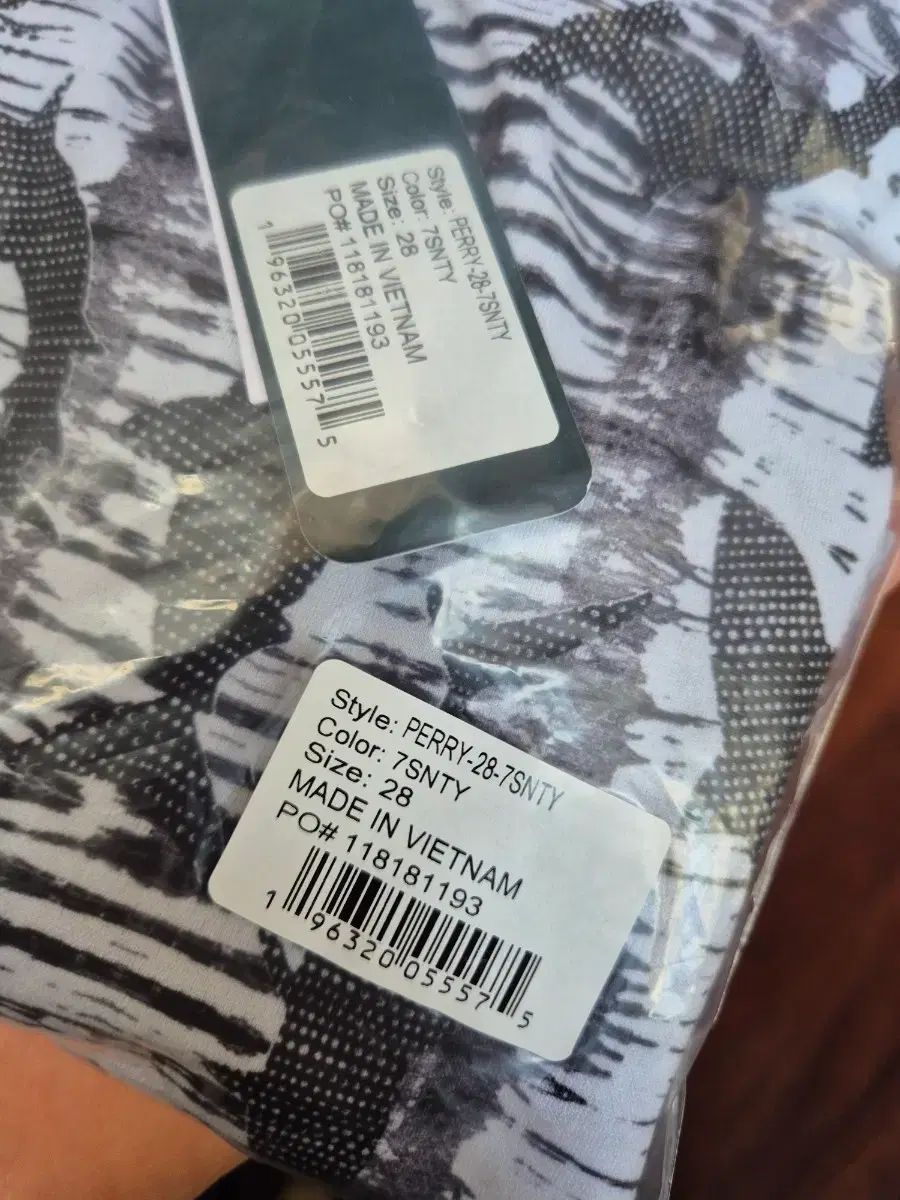 Style: PERRY-28-7SNTY
Color: 7SNTY
Size: 28
MADE IN VIETNAM
PO# 118181193
1 96320 05557 5
Style: PERRY-28-7SNTY
Color: 7SNTY
Size: 28
MADE IN VIETNAM
PO# 118181193
1 96320 05557 5